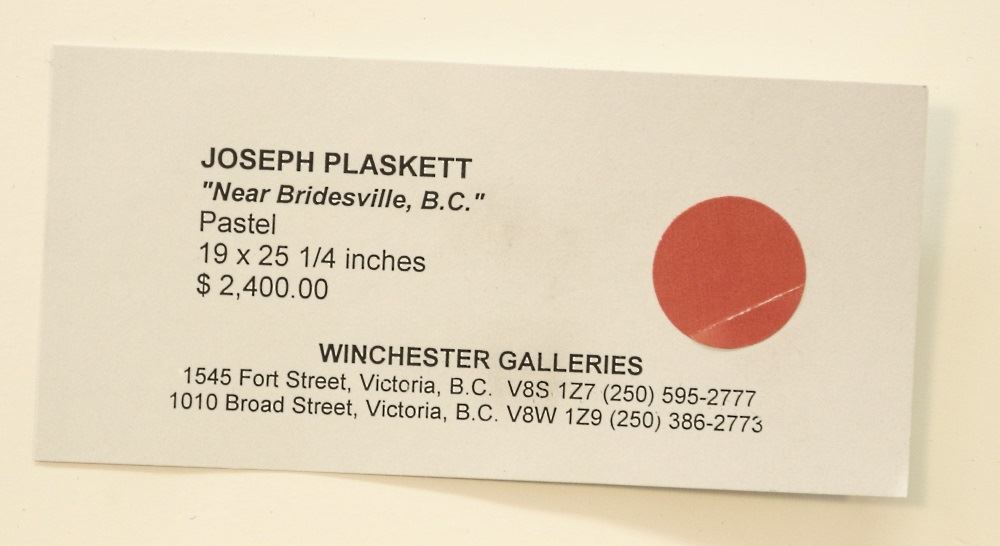 JOSEPH PLASKETT
"Near Bridesville, B.C."
Pastel
19 x 25 1/4 inches
$ 2,400.00
WINCHESTER GALLERIES
1545 Fort Street, Victoria, B.C. V8S 1Z7 (250) 595-2777
1010 Broad Street, Victoria, B.C. V8W 1Z9 (250) 386-2773